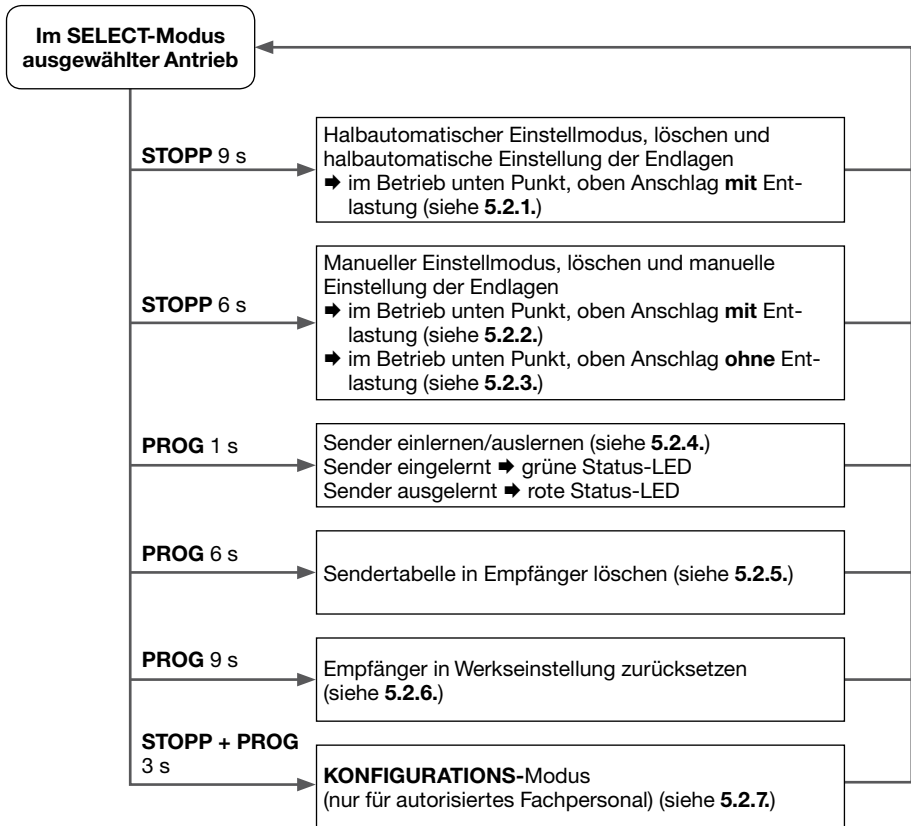 Im SELECT-Modus
ausgewählter Antrieb
STOPP 9 s
Halbautomatischer Einstellmodus, löschen und
halbautomatische Einstellung der Endlagen
➡ im Betrieb unten Punkt, oben Anschlag mit Ent-
lastung (siehe 5.2.1.)
STOPP 6 s
Manueller Einstellmodus, löschen und manuelle
Einstellung der Endlagen
➡ im Betrieb unten Punkt, oben Anschlag mit Ent-
lastung (siehe 5.2.2.)
➡ im Betrieb unten Punkt, oben Anschlag ohne Ent-
lastung (siehe 5.2.3.)
PROG 1 s
Sender einlernen/auslernen (siehe 5.2.4.)
Sender eingelernt ➡ grüne Status-LED
Sender ausgelernt ➡ rote Status-LED
PROG 6 s
Sendertabelle in Empfänger löschen (siehe 5.2.5.)
PROG 9 s
Empfänger in Werkseinstellung zurücksetzen
(siehe 5.2.6.)
STOPP + PROG
3 s
KONFIGURATIONS-Modus
(nur für autorisiertes Fachpersonal) (siehe 5.2.7.)